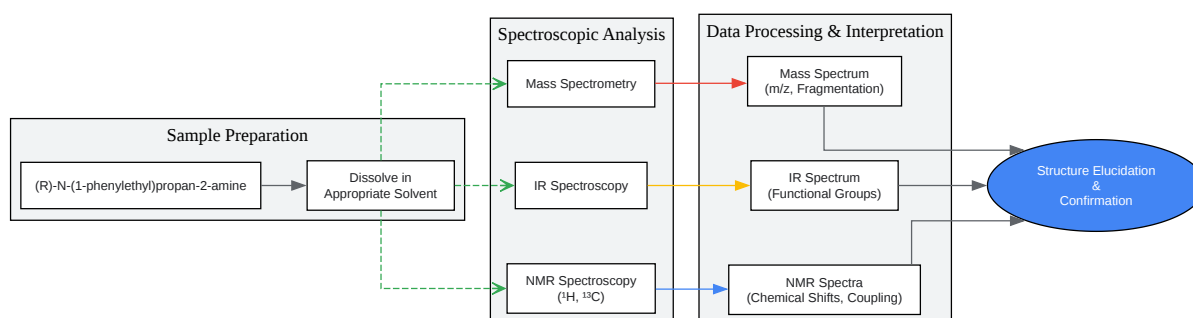 Sample Preparation
(R)-N-(1-phenylethyl)propan-2-amine
Dissolve in
Appropriate Solvent
Spectroscopic Analysis
Mass Spectrometry
IR Spectroscopy
NMR Spectroscopy
(¹H, ¹³C)
Data Processing & Interpretation
Mass Spectrum
(m/z, Fragmentation)
IR Spectrum
(Functional Groups)
NMR Spectra
(Chemical Shifts, Coupling)
Structure Elucidation
&
Confirmation